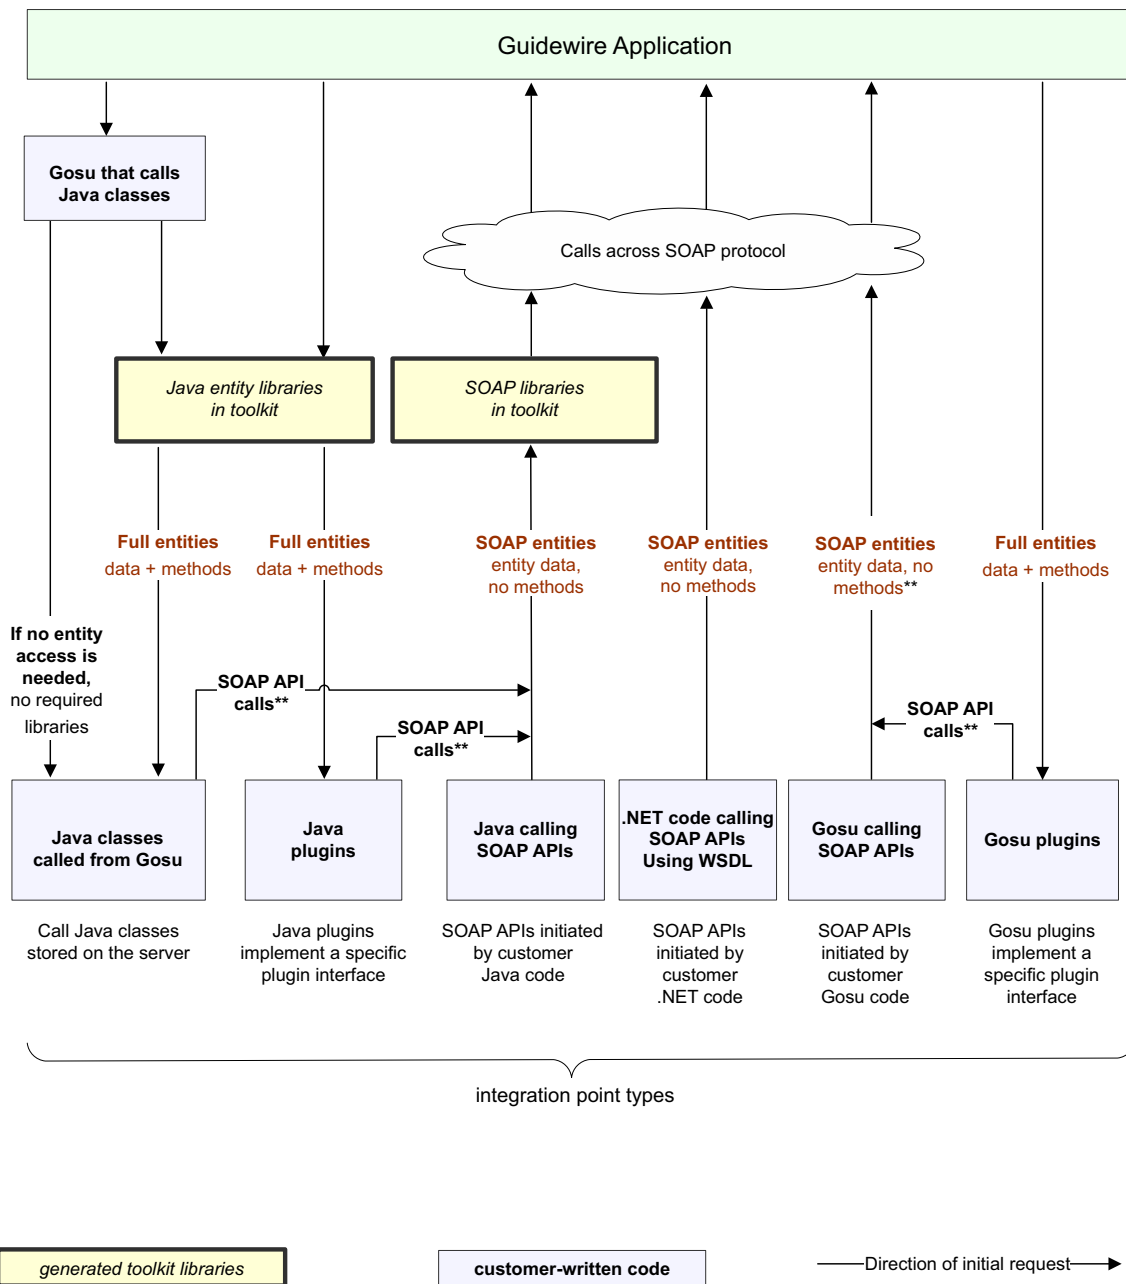 Guidewire Application
Gosu that calls
Java classes
Calls across SOAP protocol
Java entity libraries
in toolkit
SOAP libraries
in toolkit
Full entities
data + methods
Full entities
data + methods
SOAP entities
entity data,
no methods
SOAP entities
entity data,
no methods
SOAP entities
entity data, no
methods**
Full entities
data + methods
If no entity
access is
needed,
no required
libraries
SOAP API
calls**
SOAP API
calls**
SOAP API
calls**
Java classes
called from Gosu
Java
plugins
Java calling
SOAP APIs
.NET code calling
SOAP APIs
Using WSDL
Gosu calling
SOAP APIs
Gosu plugins
Call Java classes
stored on the server
Java plugins
implement a specific
plugin interface
SOAP APIs initiated
by customer
Java code
SOAP APIs
initiated by
customer
.NET code
SOAP APIs
initiated by
customer
Gosu code
Gosu plugins
implement a
specific plugin
interface
integration point types
generated toolkit libraries
customer-written code
Direction of initial request